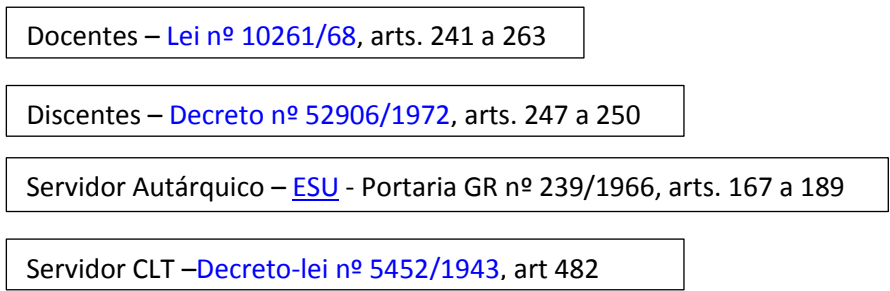 Docentes – Lei nº 10261/68, arts. 241 a 263
Discentes – Decreto nº 52906/1972, arts. 247 a 250
Servidor Autárquico – ESU - Portaria GR nº 239/1966, arts. 167 a 189
Servidor CLT –Decreto-lei nº 5452/1943, art 482